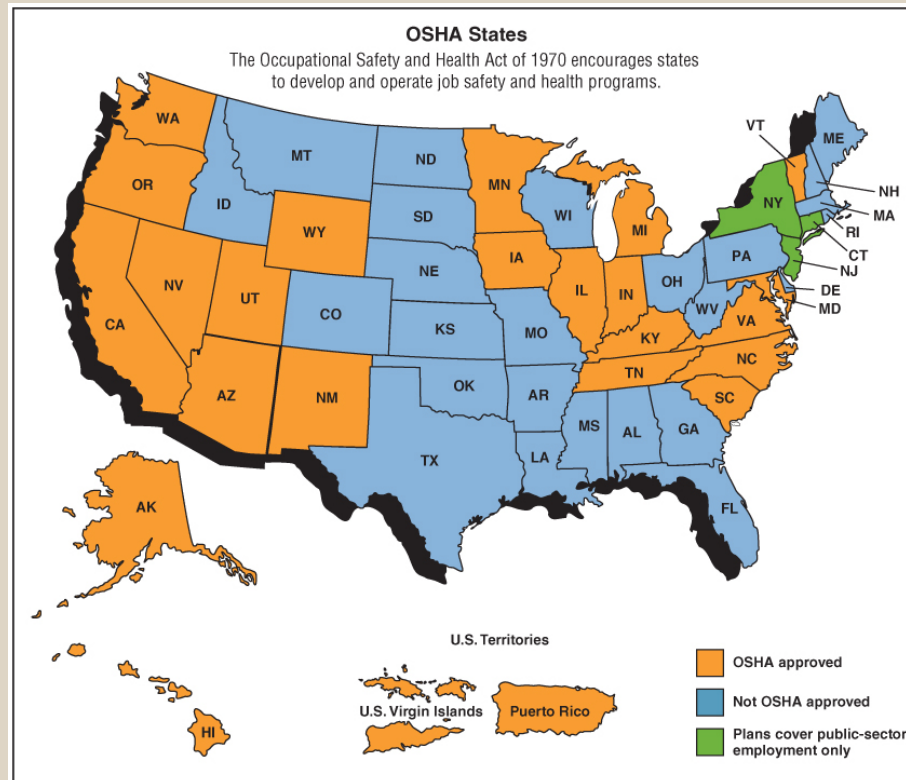 OSHA States
The Occupational Safety and Health Act of 1970 encourages states
to develop and operate job safety and health programs.
WA
MT
ND
MN
VT
ME
OR
ID
SD
WI
MI
NY
NH
MA
RI
CT
NJ
WY
NE
IA
PA
DE
MD
NV
UT
CO
IL
IN
OH
WV
VA
CA
KS
MO
KY
NC
AZ
NM
OK
AR
TN
SC
TX
LA
MS
AL
GA
FL
AK
HI
U.S. Territories
U.S. Virgin Islands
Puerto Rico
OSHA approved
Not OSHA approved
Plans cover public-sector
employment only